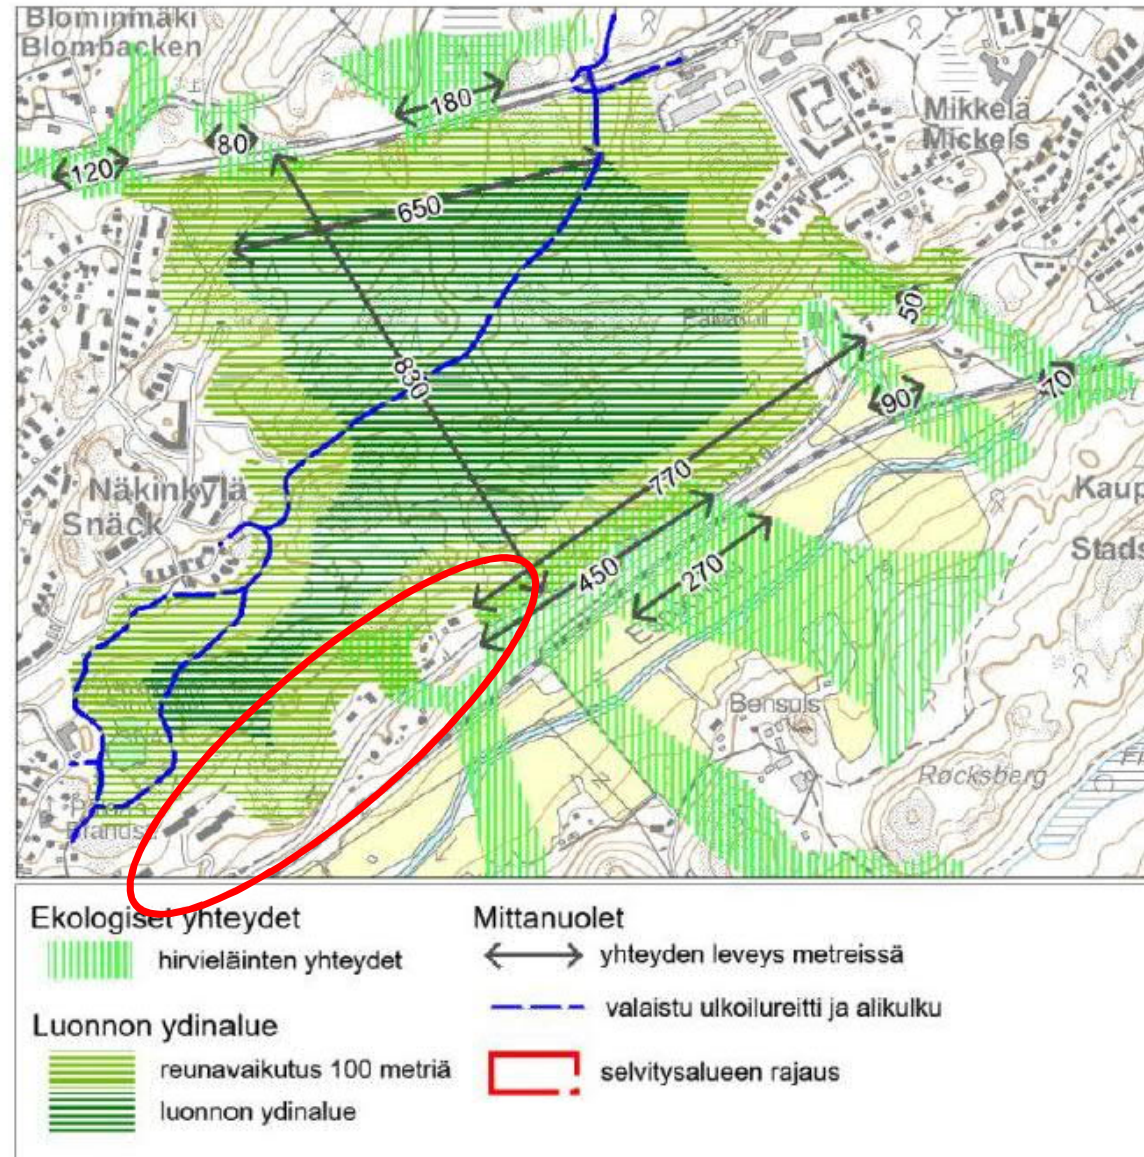 Blominmäki
Blombacken
180
Mikkelä
Mickels
80
120
650
50
830
90
70
770
Näkinkylä
Snäck
Kaup
Stads
450
270
Bensuls
Røcksberg
Ekologiset yhteydet
hirvieläinten yhteydet
Luonnon ydinalue
reunavaikutus 100 metriä
luonnon ydinalue
Mittanuolet
yhteyden leveys metreissä
valaistu ulkoilureitti ja alikulku
selvitysalueen rajaus